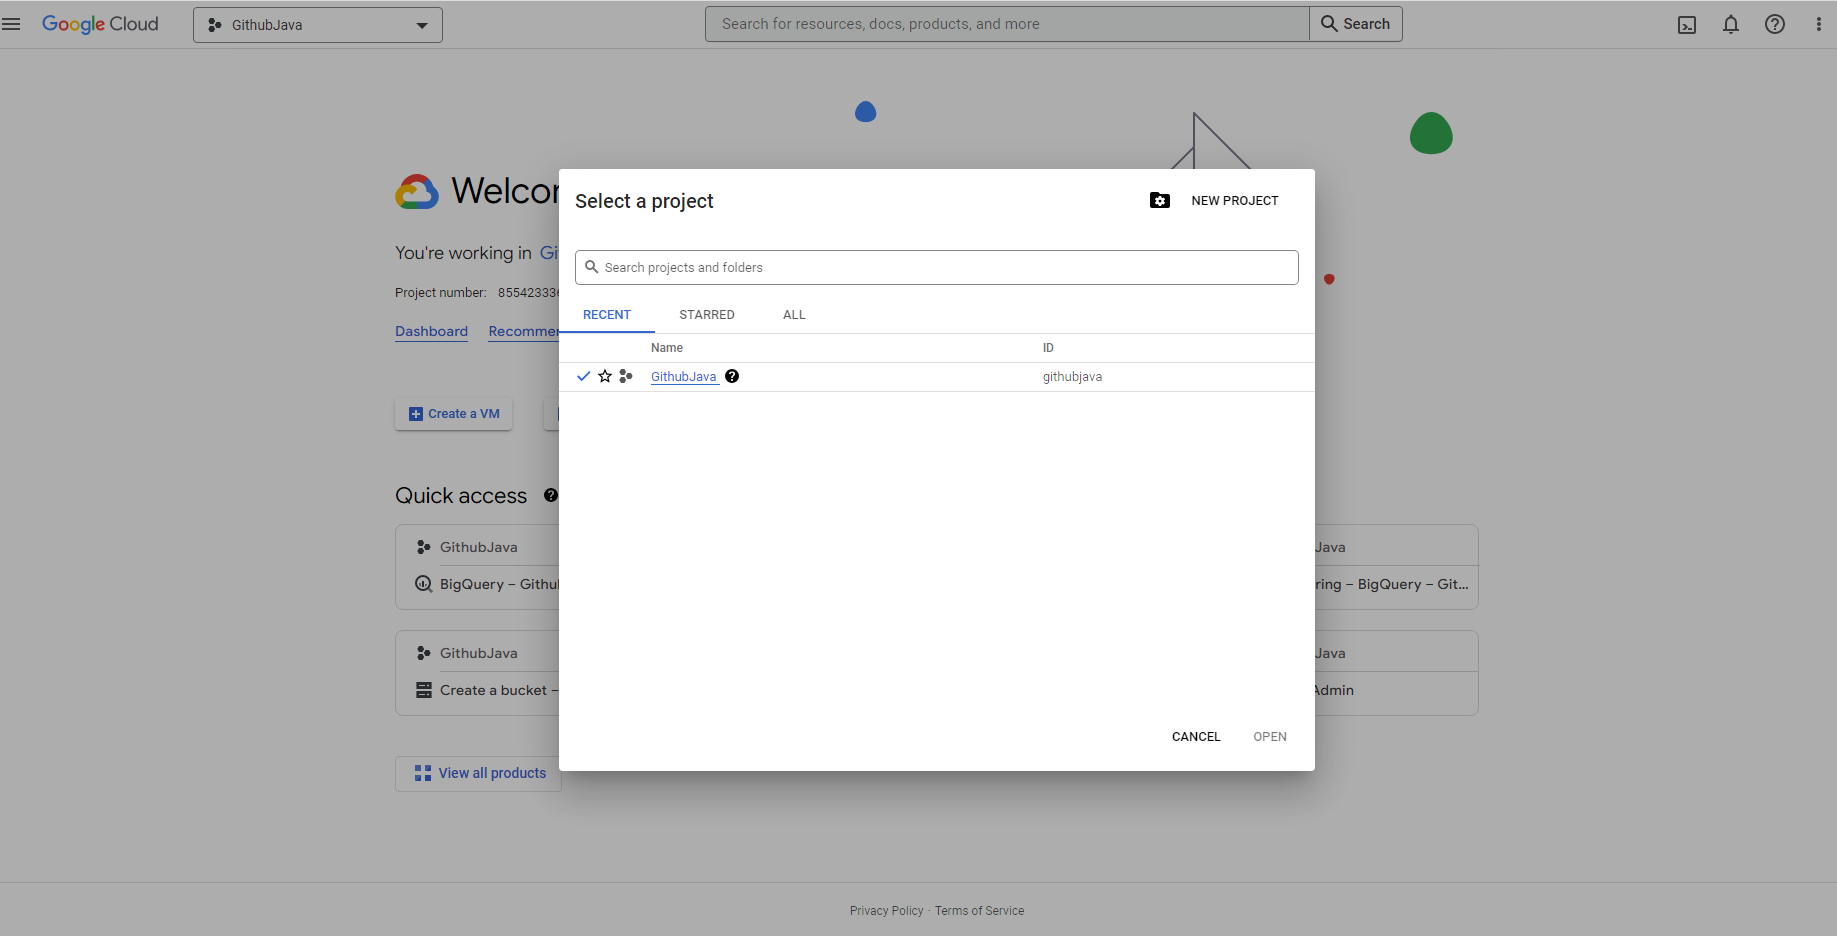 Google Cloud
GithubJava
Search for resources, docs, products, and more
Search
Welcor
You're working in Gi
Project number: 85542333
Dashboard
Recommer
Create a VM
Quick access
GithubJava
BigQuery – Githu
GithubJava
Create a bucket –
View all products
Select a project
NEW PROJECT
Search projects and folders
RECENT
STARRED
ALL
Name
ID
GithubJava
githubjava
CANCEL
OPEN
Java
ring – BigQuery – Git...
Java
Admin
Privacy Policy · Terms of Service